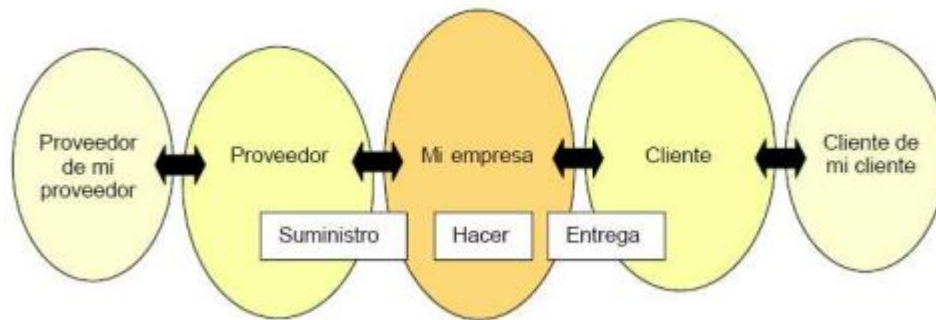 Proveedor
de mi
proveedor
Proveedor
Mi empresa
Cliente
Cliente de
mi cliente
Suministro
Hacer
Entrega